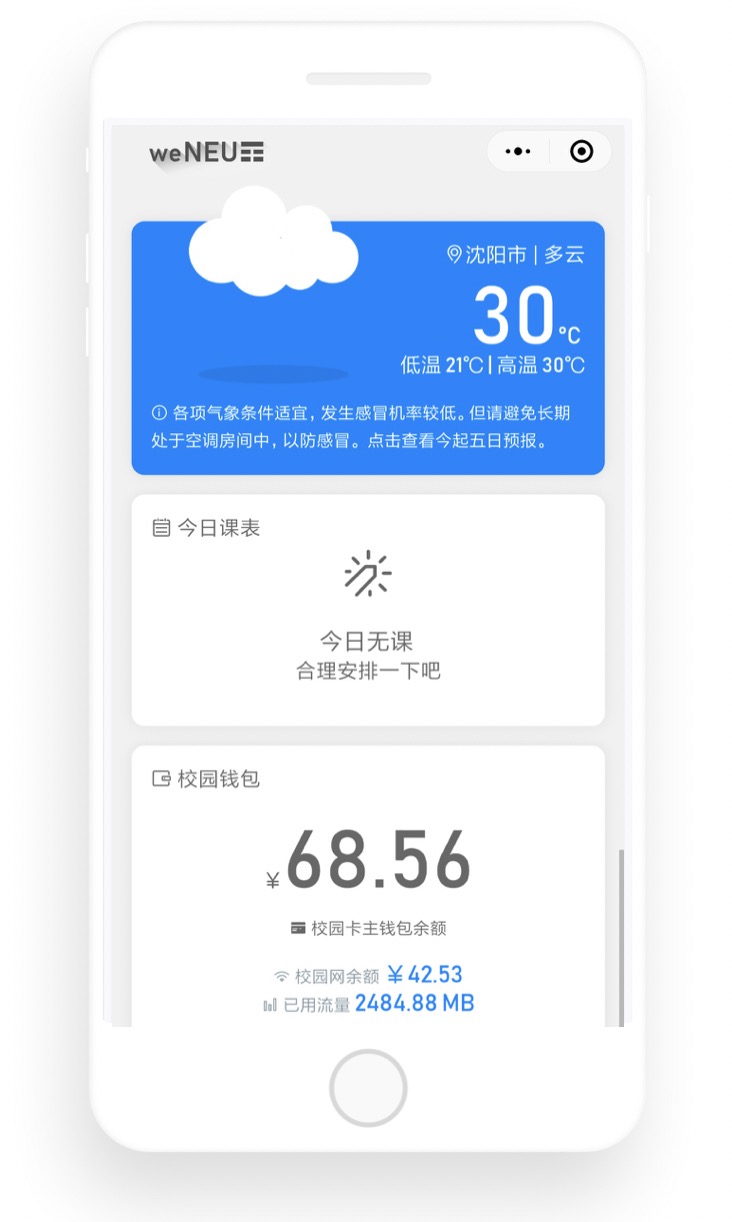 weNEU
沈阳市 | 多云
30℃
低温 21℃ | 高温 30℃
各项气象条件适宜，发生感冒机率较低。但请避免长期
处于空调房间中，以防感冒。点击查看今起五日预报。
今日课表
今日无课
合理安排一下吧
校园钱包
¥68.56
校园卡主钱包余额
校园网余额 ¥42.53
已用流量 2484.88 MB